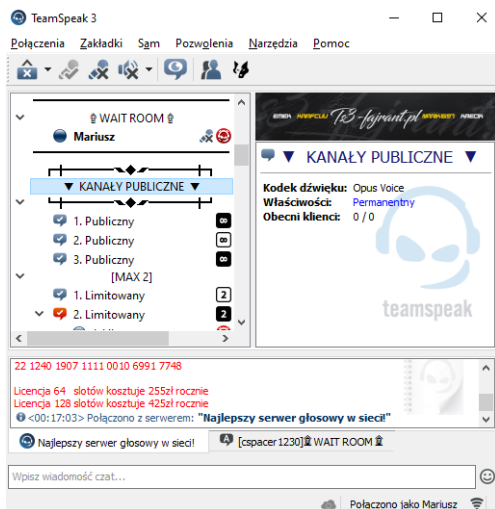 TeamSpeak 3
Połączenia Zakładki Sam Pozwolenia Narzędzia Pomoc
WAIT ROOM
Mariusz
▼ KANAŁY PUBLICZNE ▼
1. Publiczny ∞
2. Publiczny ∞
3. Publiczny ∞
[MAX 2]
1. Limitowany 2
2. Limitowany 2
T3-fajrant.pl
▼ KANAŁY PUBLICZNE ▼
Kodek dźwięku: Opus Voice
Właściwości: Permanentny
Obecni klienci: 0 / 0
teamspeak
22 1240 1907 1111 0010 6991 7748
Licencja 64 slotów kosztuje 255zł rocznie
Licencja 128 slotów kosztuje 425zł rocznie
<00:17:03> Połączono z serwerem: "Najlepszy serwer głosowy w sieci!"
Najlepszy serwer głosowy w sieci! [cspacer1230] WAIT ROOM
Wpisz wiadomość czat...
Połączono jako Mariusz